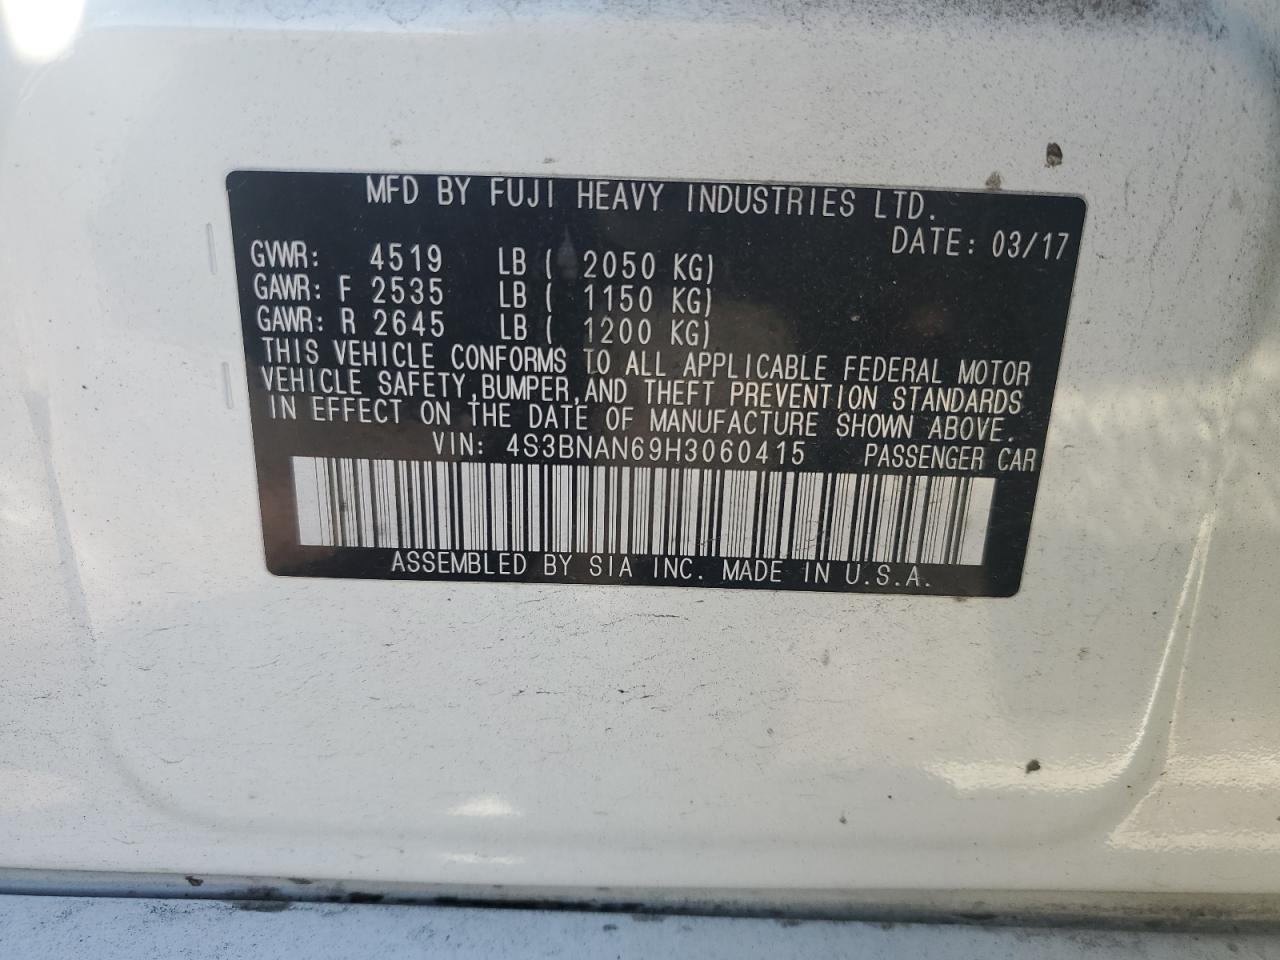 MFD BY FUJI HEAVY INDUSTRIES LTD.
DATE: 03/17
GVWR: 4519 LB ( 2050 KG)
GAWR: F 2535 LB ( 1150 KG)
GAWR: R 2645 LB ( 1200 KG)
THIS VEHICLE CONFORMS TO ALL APPLICABLE FEDERAL MOTOR
VEHICLE SAFETY,BUMPER,AND THEFT PREVENTION STANDARDS
IN EFFECT ON THE DATE OF MANUFACTURE SHOWN ABOVE.
VIN: 4S3BNAN69H3060415 PASSENGER CAR
ASSEMBLED BY SIA INC. MADE IN U.S.A.